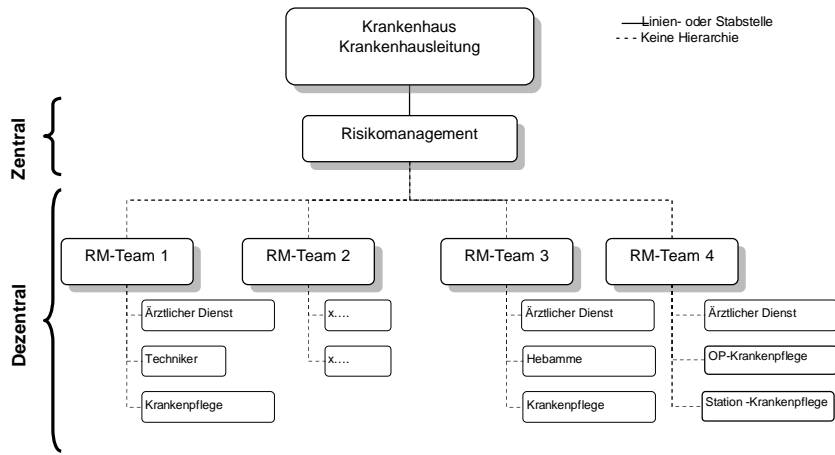 Krankenhaus
Krankenhausleitung
Linien- oder Stabstelle
Keine Hierarchie
Zentral
Risikomanagement
Dezentral
RM-Team 1
RM-Team 2
RM-Team 3
RM-Team 4
Ärztlicher Dienst
x....
Ärztlicher Dienst
Ärztlicher Dienst
Techniker
x....
Hebamme
OP-Krankenpflege
Krankenpflege
Krankenpflege
Station -Krankenpflege